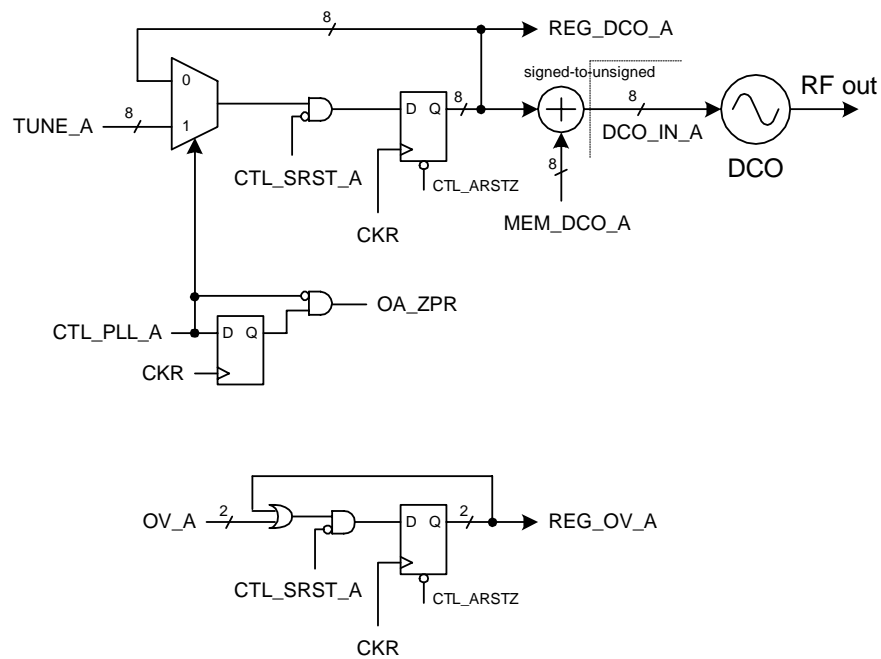 8
REG_DCO_A
signed-to-unsigned
RF out
0
1
8
TUNE_A
D Q
8
8
DCO_IN_A
DCO
CTL_SRST_A
CTL_ARSTZ
CKR
8
MEM_DCO_A
OA_ZPR
CTL_PLL_A
D Q
CKR
OV_A
2
D Q
2
REG_OV_A
CTL_SRST_A
CTL_ARSTZ
CKR